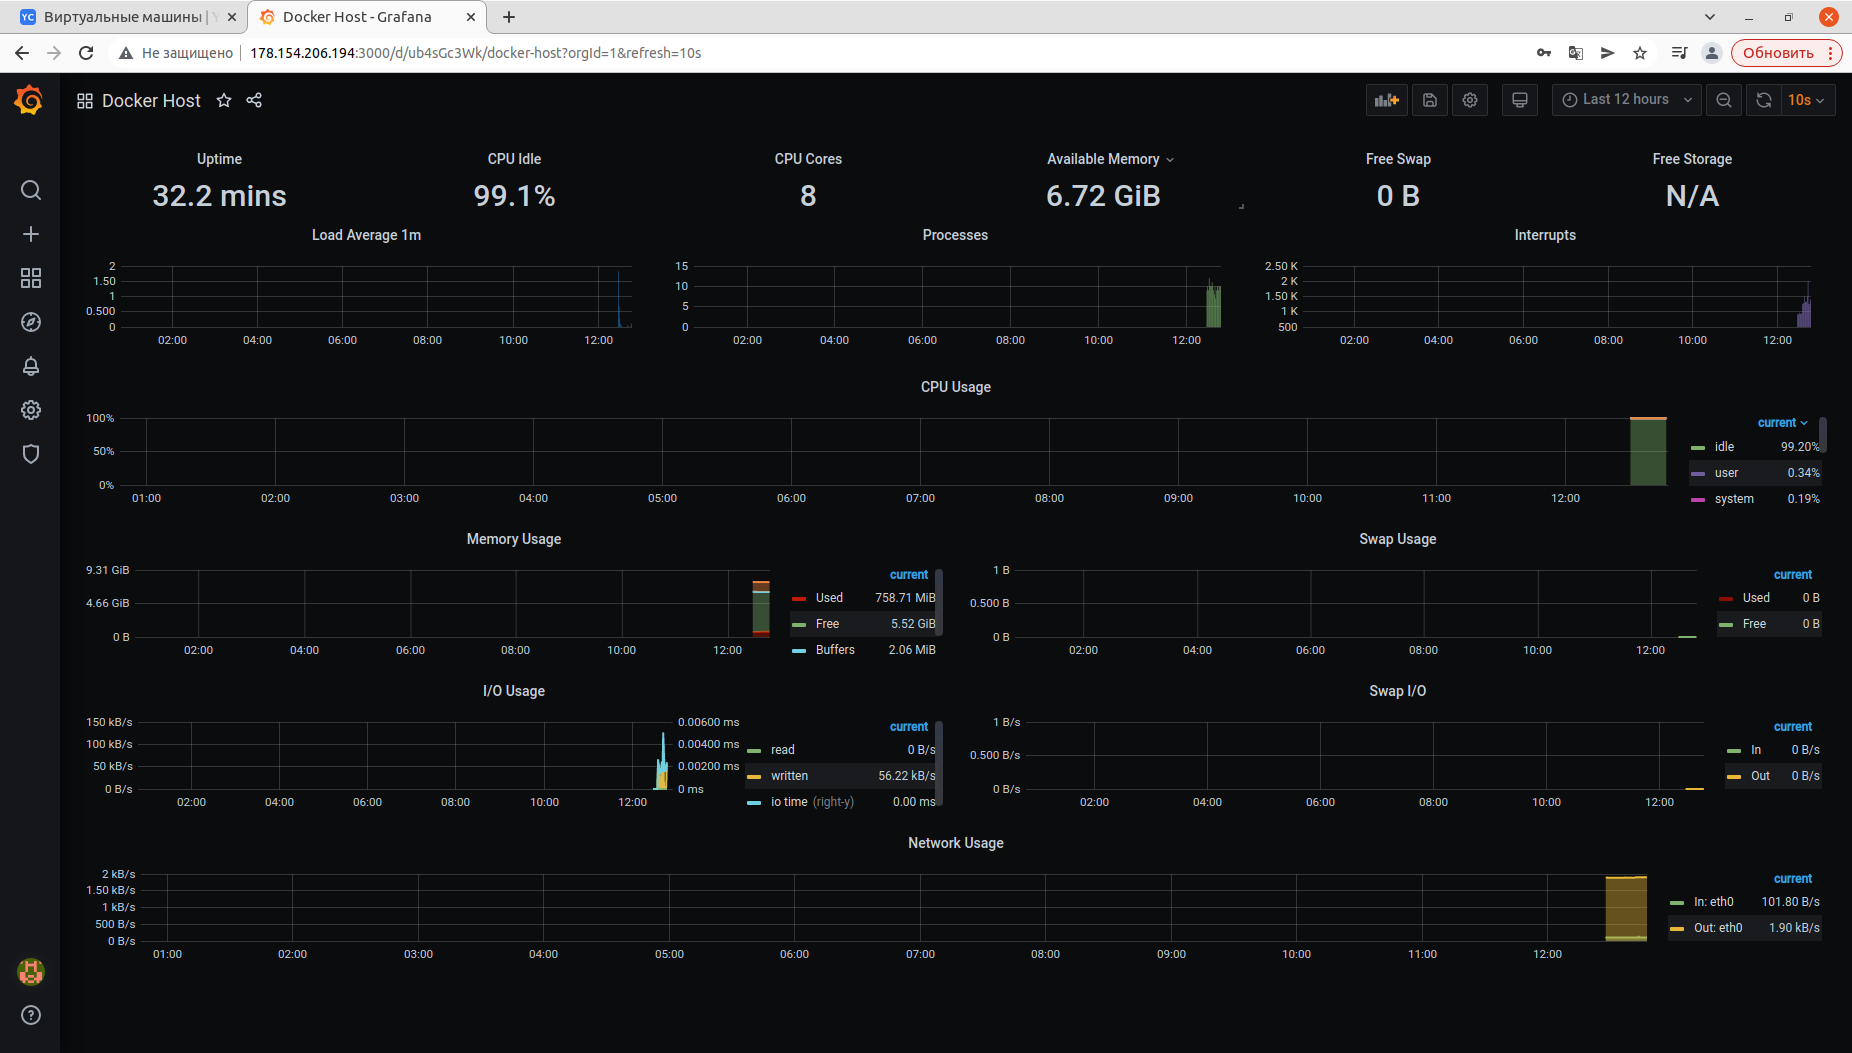 YC Виртуальные машины | Y
Docker Host - Grafana
Не защищено
178.154.206.194:3000/d/ub4sGc3Wk/docker-host?orgId=1&refresh=10s
Обновить
Docker Host
Last 12 hours
10s
Uptime
32.2 mins
CPU Idle
99.1%
CPU Cores
8
Available Memory
6.72 GiB
Free Swap
0 B
Free Storage
N/A
Load Average 1m
2
1.50
1
0.500
0
02:00 04:00 06:00 08:00 10:00 12:00
Processes
15
10
5
0
02:00 04:00 06:00 08:00 10:00 12:00
Interrupts
2.50 K
2 K
1.50 K
1 K
500
02:00 04:00 06:00 08:00 10:00 12:00
CPU Usage
100%
50%
0%
01:00 02:00 03:00 04:00 05:00 06:00 07:00 08:00 09:00 10:00 11:00 12:00
current
idle 99.20%
user 0.34%
system 0.19%
Memory Usage
9.31 GiB
4.66 GiB
0 B
02:00 04:00 06:00 08:00 10:00 12:00
current
Used 758.71 MiB
Free 5.52 GiB
Buffers 2.06 MiB
Swap Usage
1 B
0.500 B
0 B
02:00 04:00 06:00 08:00 10:00 12:00
current
Used 0 B
Free 0 B
I/O Usage
150 kB/s
100 kB/s
50 kB/s
0 B/s
0.00600 ms
0.00400 ms
0.00200 ms
0 ms
02:00 04:00 06:00 08:00 10:00 12:00
current
read 0 B/s
written 56.22 kB/s
io time (right-y) 0.00 ms
Swap I/O
1 B/s
0.500 B/s
0 B/s
02:00 04:00 06:00 08:00 10:00 12:00
current
In 0 B/s
Out 0 B/s
Network Usage
2 kB/s
1.50 kB/s
1 kB/s
500 B/s
0 B/s
01:00 02:00 03:00 04:00 05:00 06:00 07:00 08:00 09:00 10:00 11:00 12:00
current
In: eth0 101.80 B/s
Out: eth0 1.90 kB/s